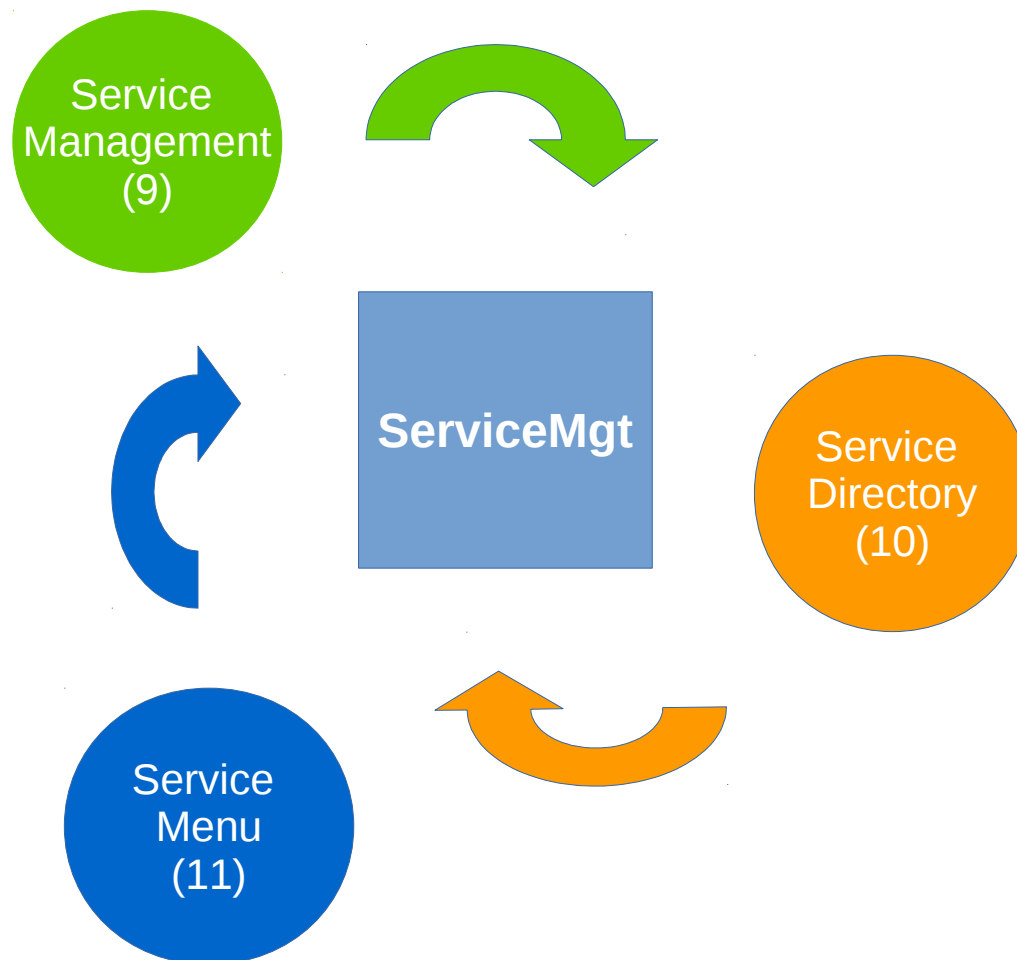 Service
Management
(9)
ServiceMgt
Service
Directory
(10)
Service
Menu
(11)